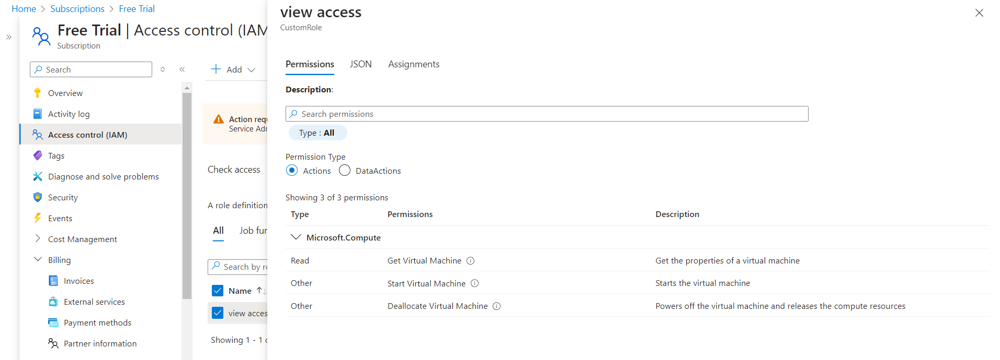 Home > Subscriptions > Free Trial
Free Trial | Access control (IAM
Subscription
Search
Overview
Activity log
Access control (IAM)
Tags
Diagnose and solve problems
Security
Events
Cost Management
Billing
Invoices
External services
Payment methods
Partner information
Add
Action requ
Service Adr
Check access
A role definition
All Job fur
Search by ro
Name
view acces
Showing 1 - 1
view access
CustomRole
Permissions JSON Assignments
Description:
Search permissions
Type : All
Permission Type
Actions DataActions
Showing 3 of 3 permissions
Type Permissions Description
Microsoft.Compute
Read Get Virtual Machine Get the properties of a virtual machine
Other Start Virtual Machine Starts the virtual machine
Other Deallocate Virtual Machine Powers off the virtual machine and releases the compute resources